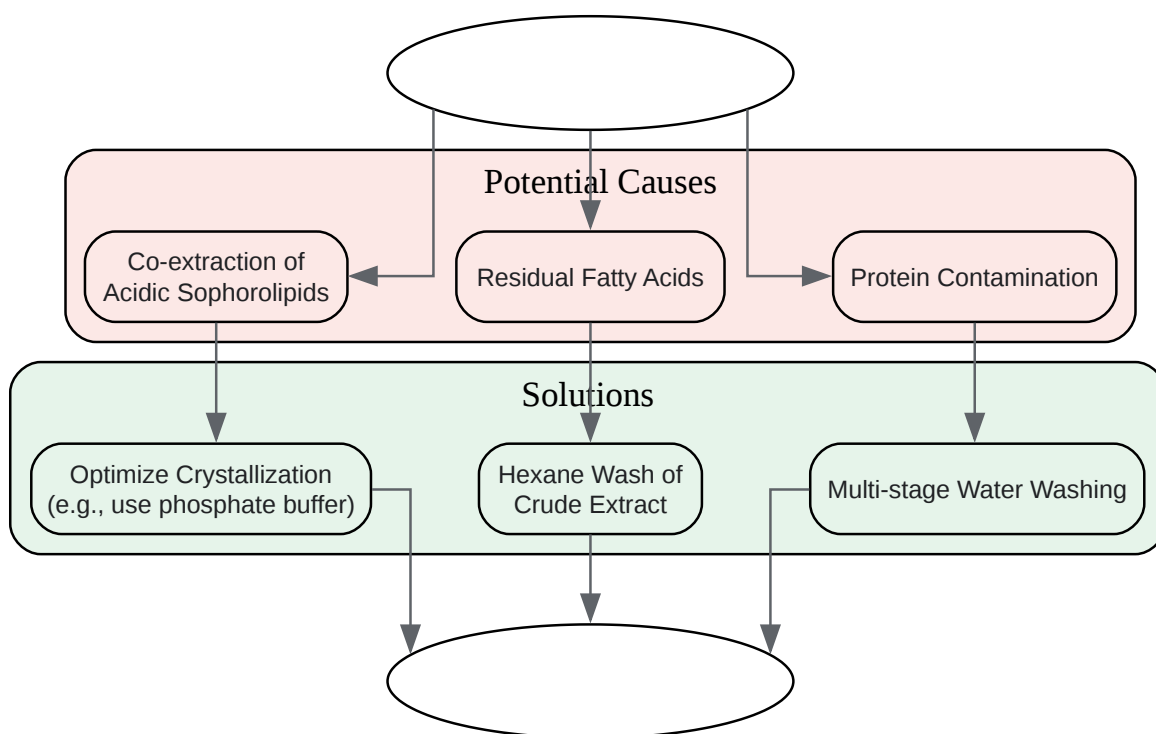 Potential Causes
Co-extraction of
Acidic Sophorolipids
Residual Fatty Acids
Protein Contamination
Solutions
Optimize Crystallization
(e.g., use phosphate buffer)
Hexane Wash of
Crude Extract
Multi-stage Water Washing